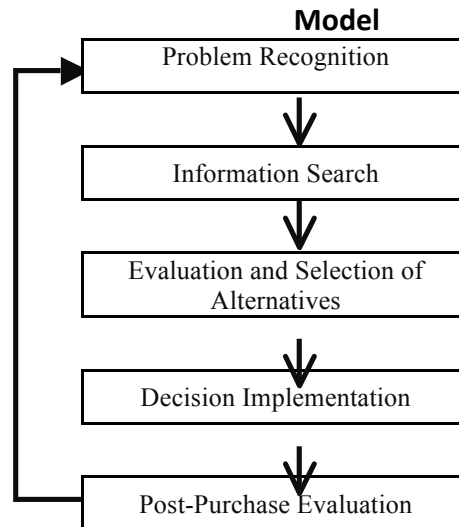 Model
Problem Recognition
Information Search
Evaluation and Selection of
Alternatives
Decision Implementation
Post-Purchase Evaluation